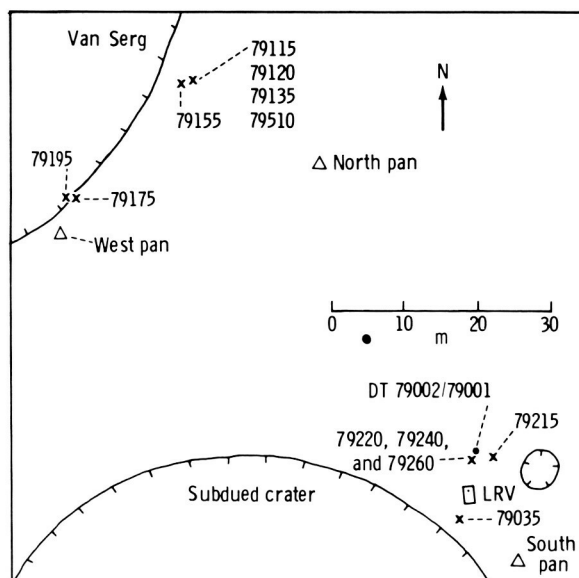 Van Serg
79115
79120
79135
79155 79510
N
79195
North pan
79175
West pan
0 10 20 30
m
DT 79002/79001
79215
79220, 79240,
and 79260
Subdued crater
LRV
79035
South
pan